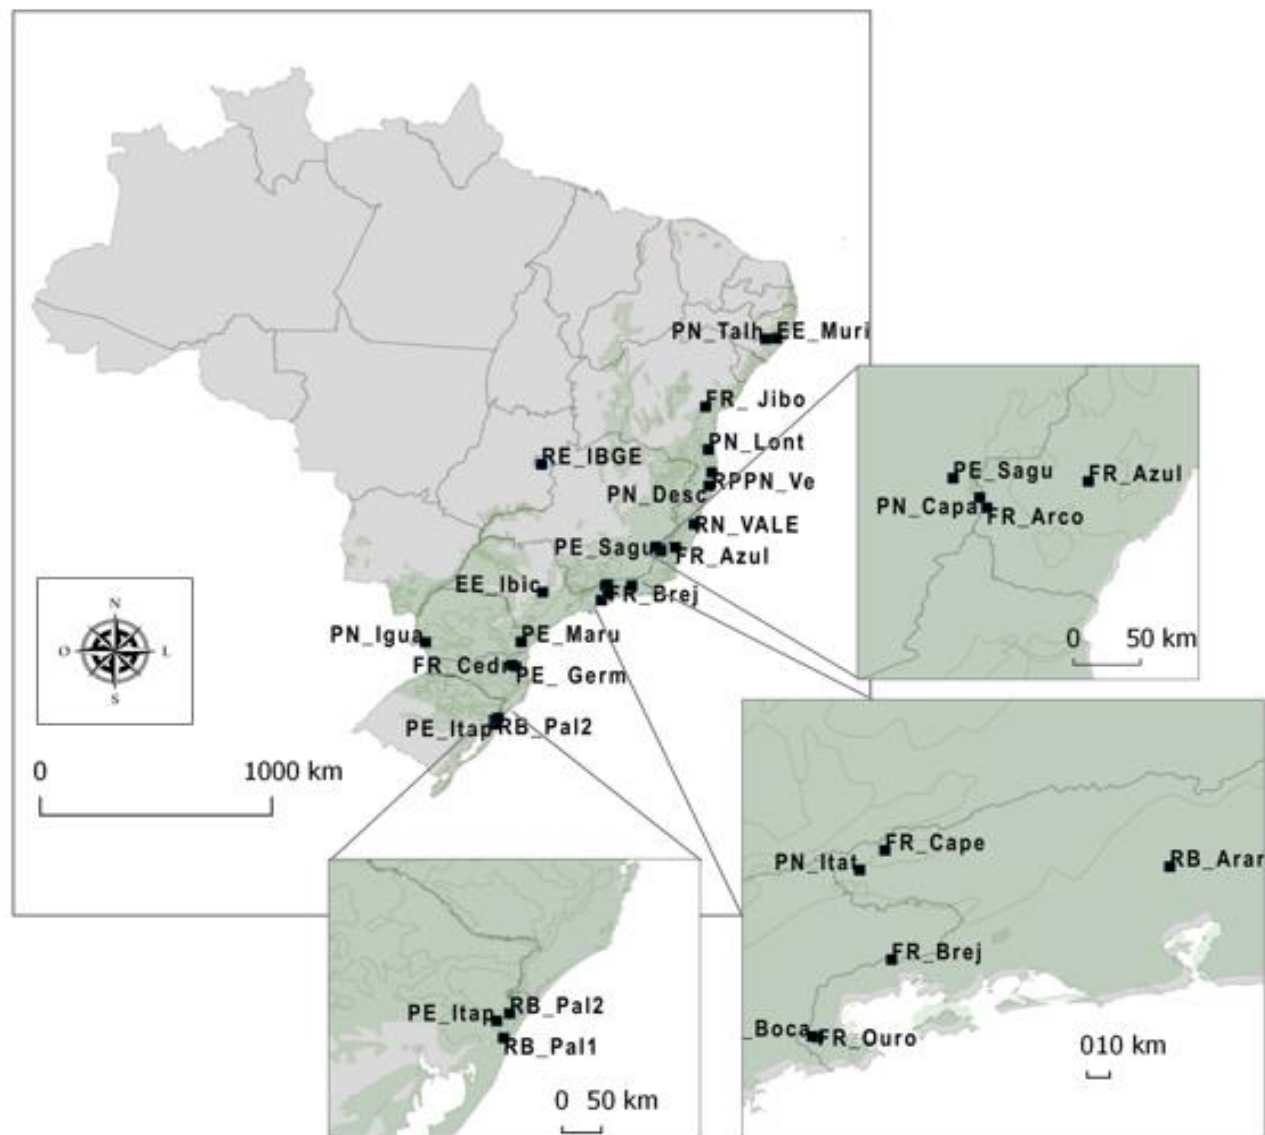 PN_Talh EE_Muri
FR_ Jibo
PN_Lont
RE_IBGE
RPPN_Ve
PN_Desc
RN_VALE
PE_Sagu
FR_Azul
EE_Ibic
FR_Brej
PN_Igua
PE_Maru
FR_Cedr
PE_ Germ
PE_Itap
RB_Pal2
N
O
L
S
0 1000 km
PE_Sagu
FR_Azul
PN_Capa
FR_Arco
0 50 km
FR_Cape
PN_Itat
RB_Arar
FR_Brej
_Boca
FR_Ouro
010 km
PE_Itap
RB_Pal2
RB_Pal1
0 50 km